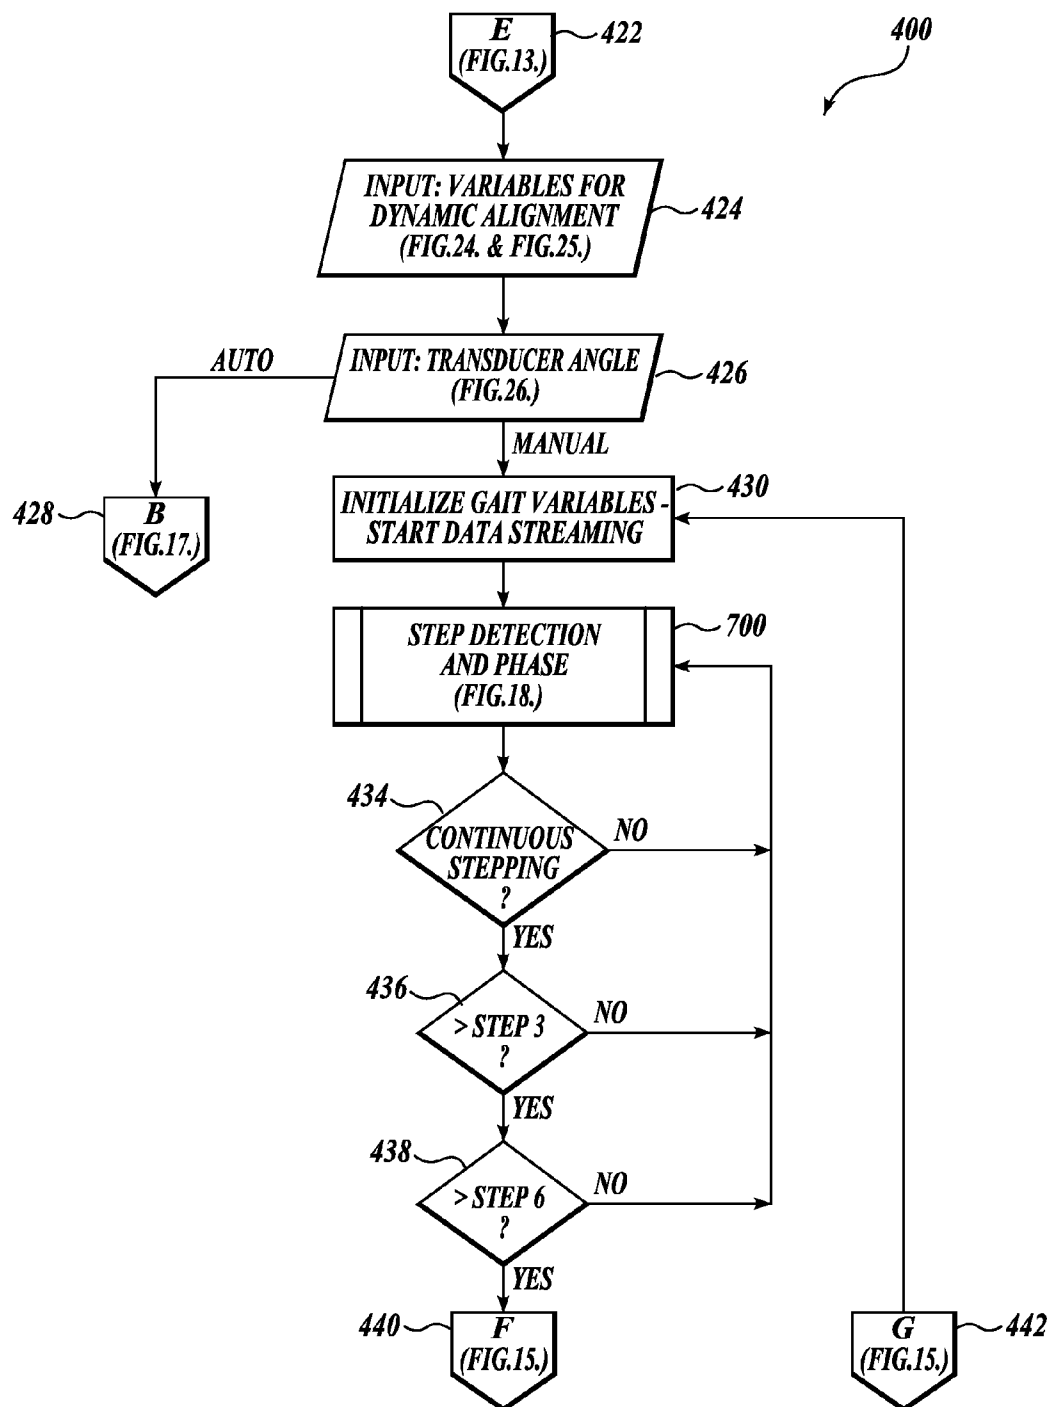 E
(FIG.13.)
422
400
INPUT: VARIABLES FOR
DYNAMIC ALIGNMENT
(FIG.24. & FIG.25.)
424
AUTO
INPUT: TRANSDUCER ANGLE
(FIG.26.)
426
MANUAL
428
B
(FIG.17.)
INITIALIZE GAIT VARIABLES -
START DATA STREAMING
430
STEP DETECTION
AND PHASE
(FIG.18.)
700
434
CONTINUOUS
STEPPING
?
NO
YES
436
> STEP 3
?
NO
YES
438
> STEP 6
?
NO
YES
440
F
(FIG.15.)
G
(FIG.15.)
442